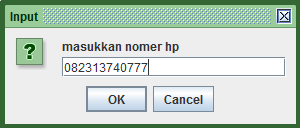 Input
masukkan nomer hp
082313740777
OK
Cancel